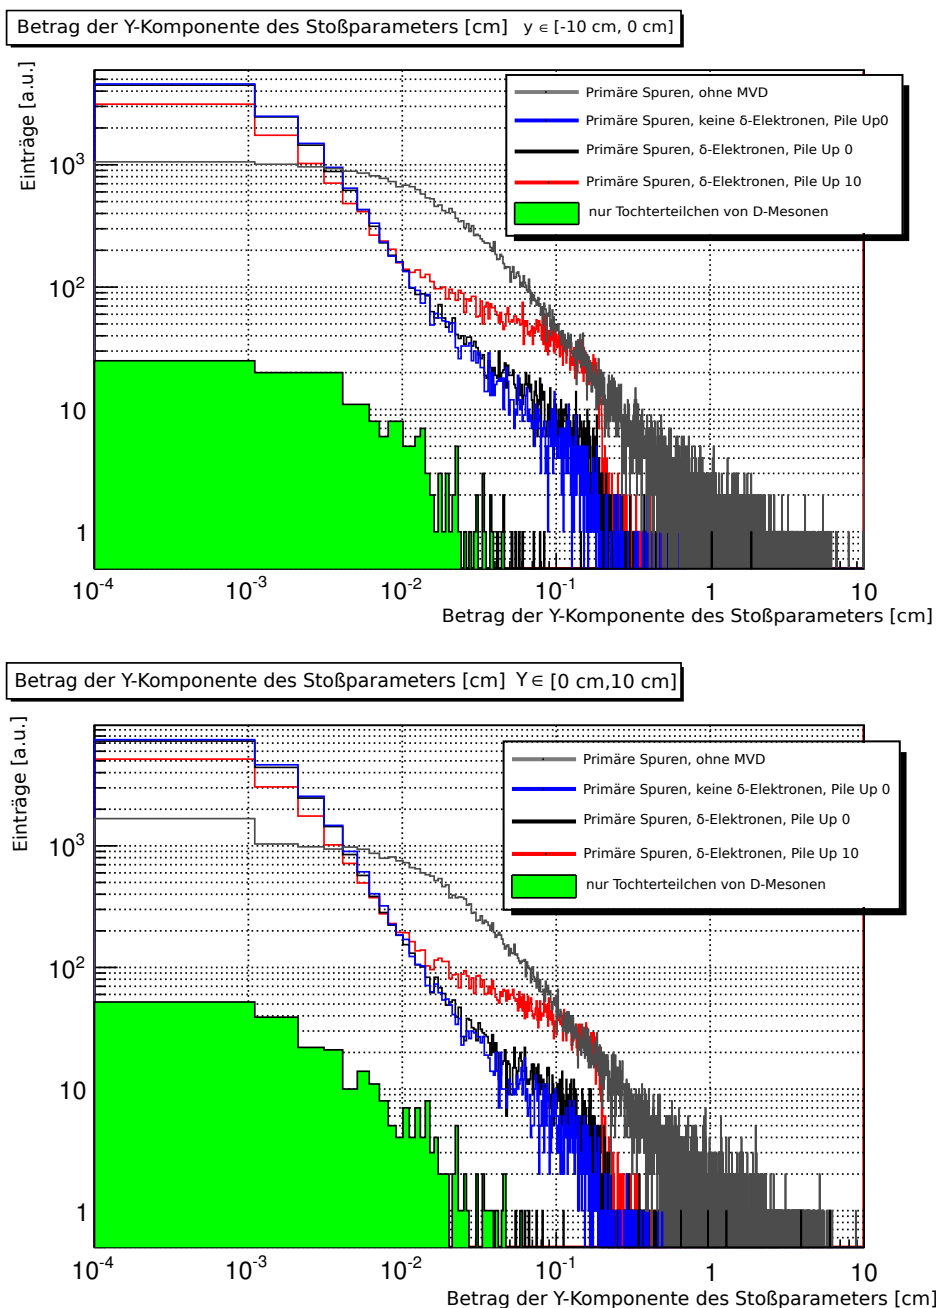 Betrag der Y-Komponente des Stoßparameters [cm] y ∈ [-10 cm, 0 cm]
Einträge [a.u.]
Primäre Spuren, ohne MVD
Primäre Spuren, keine δ-Elektronen, Pile Up0
Primäre Spuren, δ-Elektronen, Pile Up 0
Primäre Spuren, δ-Elektronen, Pile Up 10
nur Tochterteilchen von D-Mesonen
10³
10²
10
1
10⁻⁴ 10⁻³ 10⁻² 10⁻¹ 1 10
Betrag der Y-Komponente des Stoßparameters [cm]
Betrag der Y-Komponente des Stoßparameters [cm] Y ∈ [0 cm,10 cm]
Einträge [a.u.]
Primäre Spuren, ohne MVD
Primäre Spuren, keine δ-Elektronen, Pile Up 0
Primäre Spuren, δ-Elektronen, Pile Up 0
Primäre Spuren, δ-Elektronen, Pile Up 10
nur Tochterteilchen von D-Mesonen
10³
10²
10
1
10⁻⁴ 10⁻³ 10⁻² 10⁻¹ 1 10
Betrag der Y-Komponente des Stoßparameters [cm]